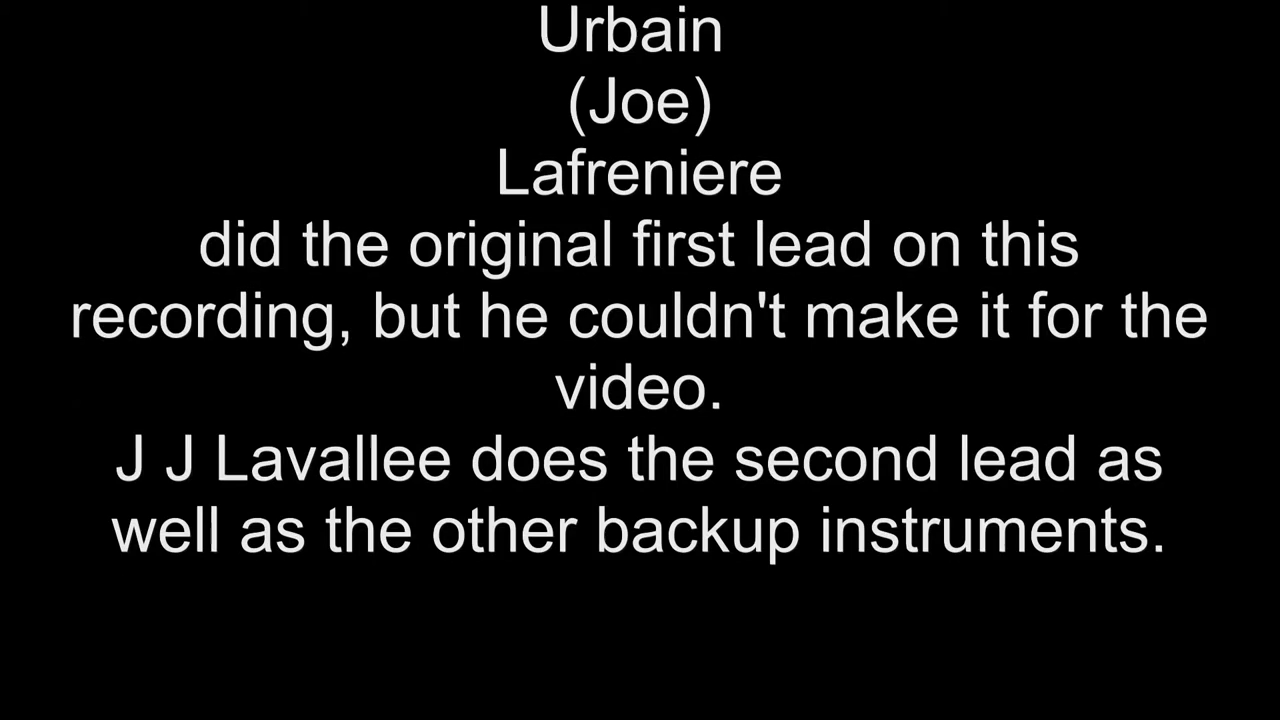 Urbain
(Joe)
Lafreniere
did the original first lead on this
recording, but he couldn't make it for the
video.
J J Lavallee does the second lead as
well as the other backup instruments.